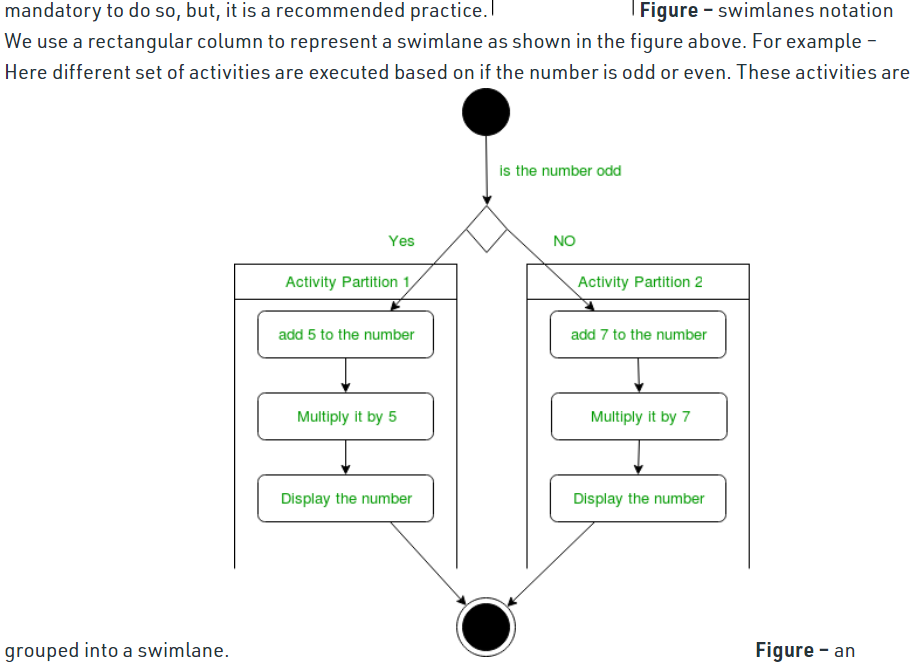 mandatory to do so, but, it is a recommended practice. Figure – swimlanes notation
We use a rectangular column to represent a swimlane as shown in the figure above. For example –
Here different set of activities are executed based on if the number is odd or even. These activities are
is the number odd
Yes
NO
Activity Partition 1
Activity Partition 2
add 5 to the number
add 7 to the number
Multiply it by 5
Multiply it by 7
Display the number
Display the number
grouped into a swimlane. Figure – an